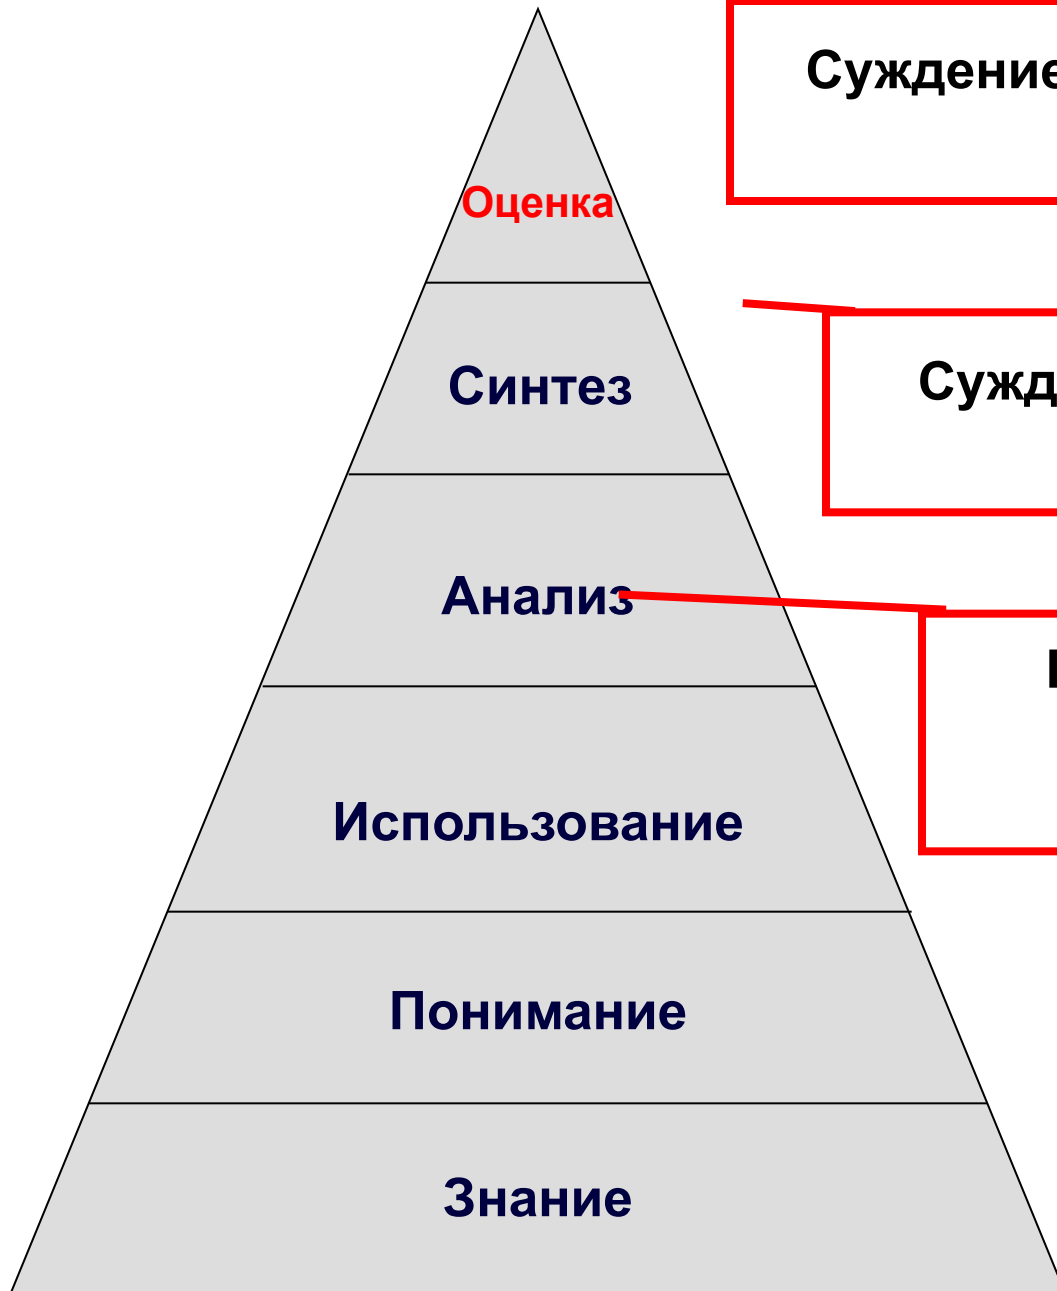 Суждение
Оценка
Синтез
Анализ
Использование
Понимание
Знание